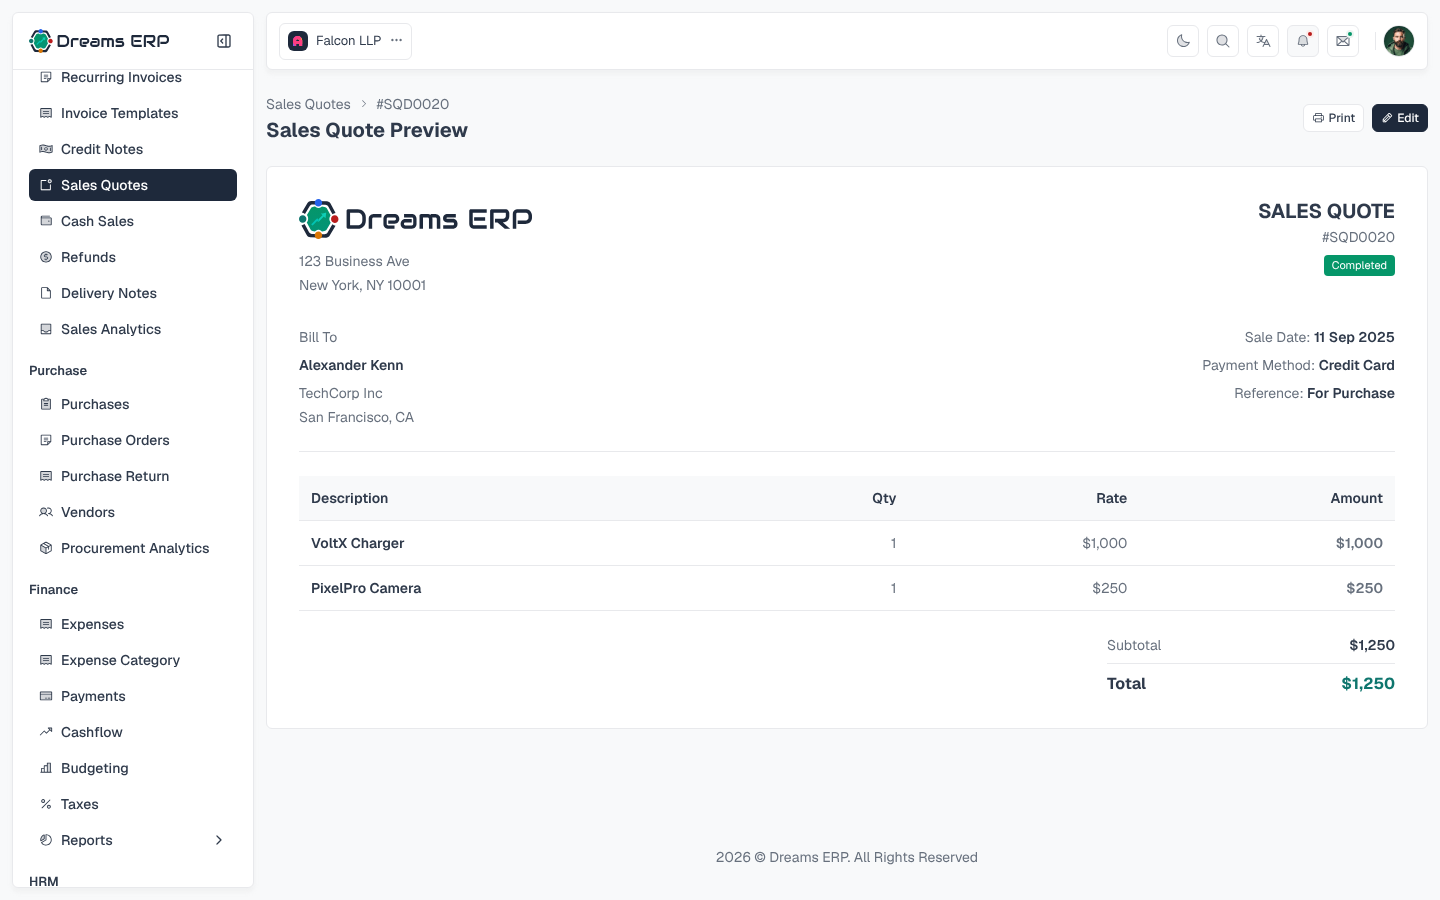 Dreams ERP
Recurring Invoices
Invoice Templates
Credit Notes
Sales Quotes
Cash Sales
Refunds
Delivery Notes
Sales Analytics
Purchase
Purchases
Purchase Orders
Purchase Return
Vendors
Procurement Analytics
Finance
Expenses
Expense Category
Payments
Cashflow
Budgeting
Taxes
Reports
HRM
Falcon LLP
Sales Quotes > #SQD0020
Sales Quote Preview
Print
Edit
Dreams ERP
123 Business Ave
New York, NY 10001
SALES QUOTE
#SQD0020
Completed
Bill To
Alexander Kenn
TechCorp Inc
San Francisco, CA
Sale Date: 11 Sep 2025
Payment Method: Credit Card
Reference: For Purchase
Description Qty Rate Amount
VoltX Charger 1 $1,000 $1,000
PixelPro Camera 1 $250 $250
Subtotal $1,250
Total $1,250
2026 © Dreams ERP. All Rights Reserved